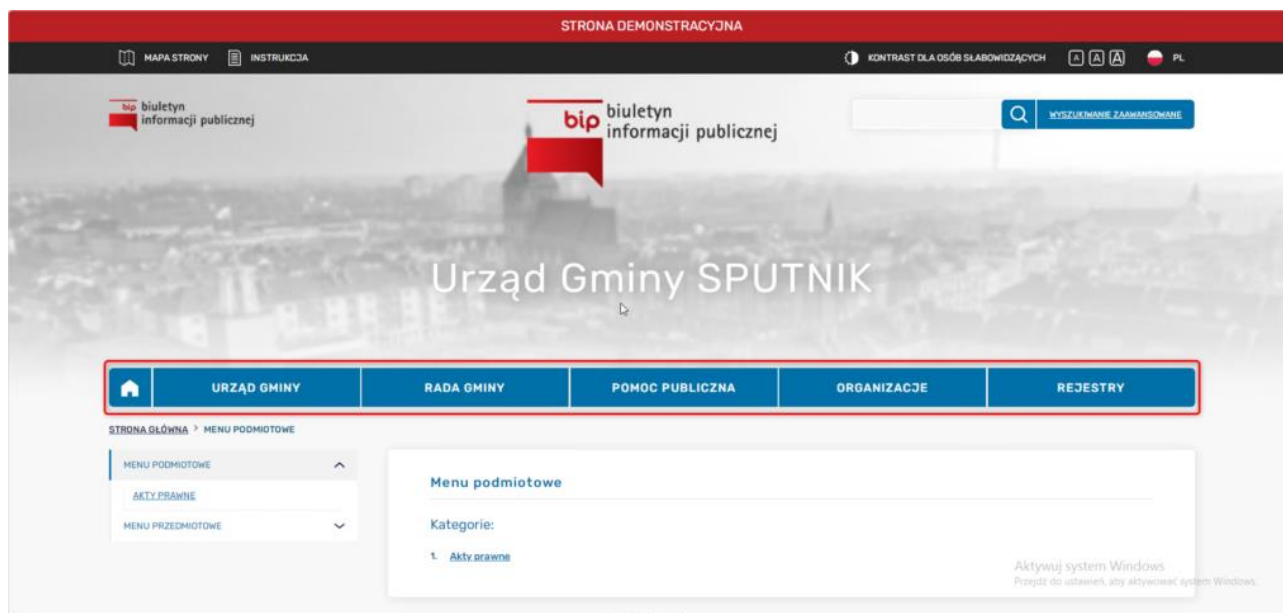 STRONA DEMONSTRACYJNA
MAPA STRONY INSTRUKCJA KONTRAST DLA OSÓB SŁABOWIDZĄCYCH A A A PL
bip biuletyn
informacji publicznej
bip biuletyn
informacji publicznej
WYSZUKIWANIE ZAAWANSOWANE
Urząd Gminy SPUTNIK
URZĄD GMINY RADA GMINY POMOC PUBLICZNA ORGANIZACJE REJESTRY
STRONA GŁÓWNA > MENU PODMIOTOWE
MENU PODMIOTOWE
AKTY PRAWNE
MENU PRZEDMIOTOWE
Menu podmiotowe
Kategorie:
1. Akty prawne
Aktywuj system Windows
Przejdź do ustawień, aby aktywować system Windows.